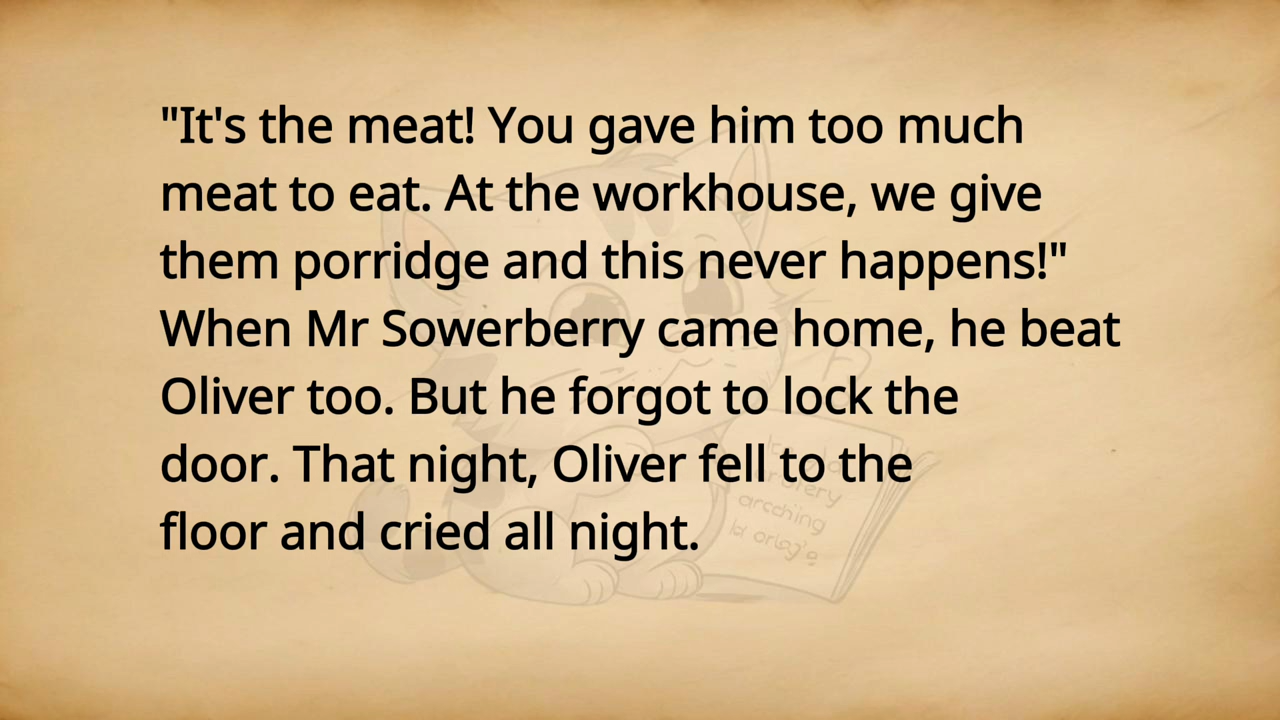 "It's the meat! You gave him too much
meat to eat. At the workhouse, we give
them porridge and this never happens!"
When Mr Sowerberry came home, he beat
Oliver too. But he forgot to lock the
door. That night, Oliver fell to the
floor and cried all night.